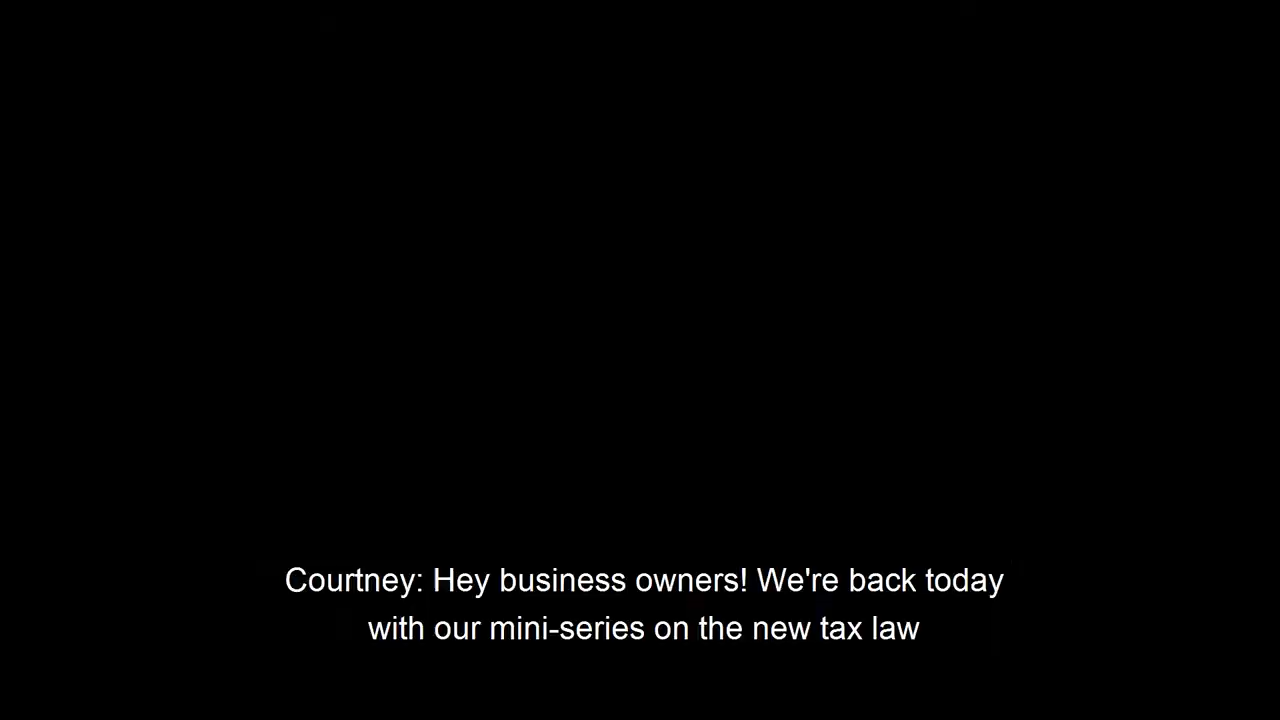 Courtney: Hey business owners! We're back today
with our mini-series on the new tax law